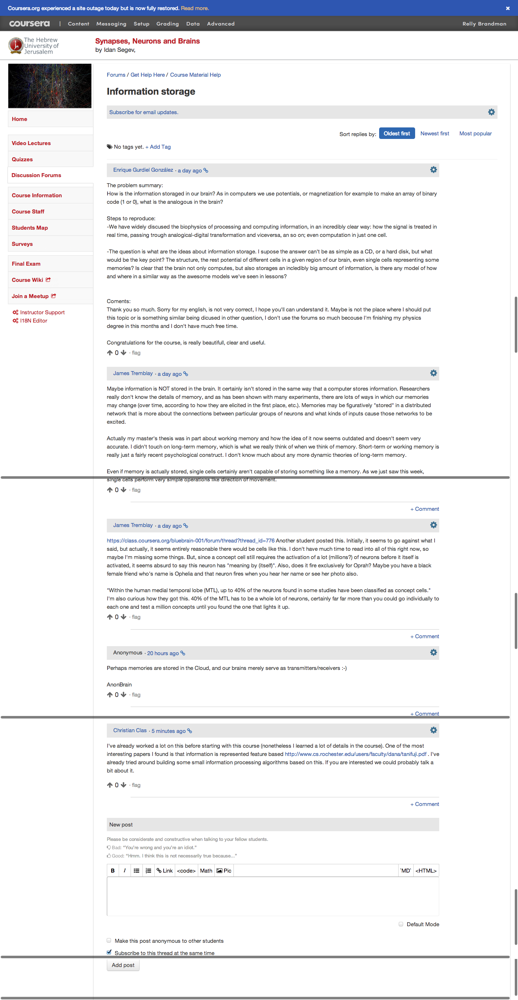 Coursera.org experienced a site outage today but is now fully restored. Read more.
coursera | Content Messaging Setup Grading Data Advanced Relly Brandman
The Hebrew
University of
Jerusalem
Synapses, Neurons and Brains
by Idan Segev,
Home
Video Lectures
Quizzes
Discussion Forums
Course Information
Course Staff
Students Map
Surveys
Final Exam
Course Wiki
Join a Meetup
Instructor Support
I18N Editor
Forums / Get Help Here / Course Material Help
Information storage
Subscribe for email updates.
Sort replies by: Oldest first Newest first Most popular
No tags yet. + Add Tag
Enrique Gurdiel González · a day ago
The problem summary:
How is the information storaged in our brain? As in computers we use potentials, or magnetization for example to make an array of binary
code (1 or 0), what is the analogous in the brain?
Steps to reproduce:
-We have widely discused the biophysics of processing and computing information, in an incredibly clear way: how the signal is treated in
real time, passing trough analogical-digital transformation and viceversa, an so on; even computation in just one cell.
-The question is what are the ideas about information storage. I supose the answer can't be as simple as a CD, or a hard disk, but what
would be the key point? The structure, the rest potential of different cells in a given region of our brain, even single cells representing some
memories? Is clear that the brain not only computes, but also storages an incledibly big amount of information, is there any model of how
and where in a similar way as the awesome models we've seen in lessons?
Coments:
Thank you so much. Sorry for my english, is not very correct, I hope you'll can understand it. Maybe is not the place where I should put
this topic or is something similar being dicused in other question, I don't use the forums so much becouse I'm finishing my physics
degree in this months and I don't have much free time.
Congratulations for the course, is really beautifull, clear and useful.
0 · flag
James Tremblay · a day ago
Maybe information is NOT stored in the brain. It certainly isn't stored in the same way that a computer stores information. Researchers
really don't know the details of memory, and as has been shown with many experiments, there are lots of ways in which our memories
may change (over time, according to how they are elicited in the first place, etc.). Memories may be figuratively "stored" in a distributed
network that is more about the connections between particular groups of neurons and what kinds of inputs cause those networks to be
excited.
Actually my master's thesis was in part about working memory and how the idea of it now seems outdated and doesn't seem very
accurate. I didn't touch on long-term memory, which is what we really think of when we think of memory. Short-term or working memory is
really just a fairly recent psychological construct. I don't know much about any more dynamic theories of long-term memory.
Even if memory is actually stored, single cells certainly aren't capable of storing something like a memory. As we just saw this week,
single cells perform very simple operations like direction of movement.
0 · flag
+ Comment
James Tremblay · a day ago
https://class.coursera.org/bluebrain-001/forum/thread?thread_id=776 Another student posted this. Initially, it seems to go against what I
said, but actually, it seems entirely reasonable there would be cells like this. I don't have much time to read into all of this right now, so
maybe I'm missing some things. But, since a concept cell still requires the activation of a lot (millions?) of neurons before it itself is
activated, it seems absurd to say this neuron has "meaning by (itself)". Also, does it fire exclusively for Oprah? Maybe you have a black
female friend who's name is Ophelia and that neuron fires when you hear her name or see her photo also.
"Within the human medial temporal lobe (MTL), up to 40% of the neurons found in some studies have been classified as concept cells."
I'm also curious how they got this. 40% of the MTL has to be a whole lot of neurons, certainly far far more than you could go individually to
each one and test a million concepts until you found the one that lights it up.
0 · flag
+ Comment
Anonymous · 20 hours ago
Perhaps memories are stored in the Cloud, and our brains merely serve as transmitters/receivers :-)
AnonBrain
0 · flag
+ Comment
Christian Clas · 5 minutes ago
I've already worked a lot on this before starting with this course (nonetheless I learned a lot of details in the course). One of the most
interesting papers I found is that information is represented feature based http://www.cs.rochester.edu/users/faculty/dana/tanifuji.pdf . I've
already tried around building some small information processing algorithms based on this. If you are interested we could probably talk a
bit about it.
0 · flag
+ Comment
New post
Please be considerate and constructive when talking to your fellow students.
Bad: “You're wrong and you're an idiot.”
Good: “Hmm. I think this is not necessarily true because...”
B I Link <code> Math Pic `MD` <HTML>
Default Mode
Make this post anonymous to other students
Subscribe to this thread at the same time
Add post